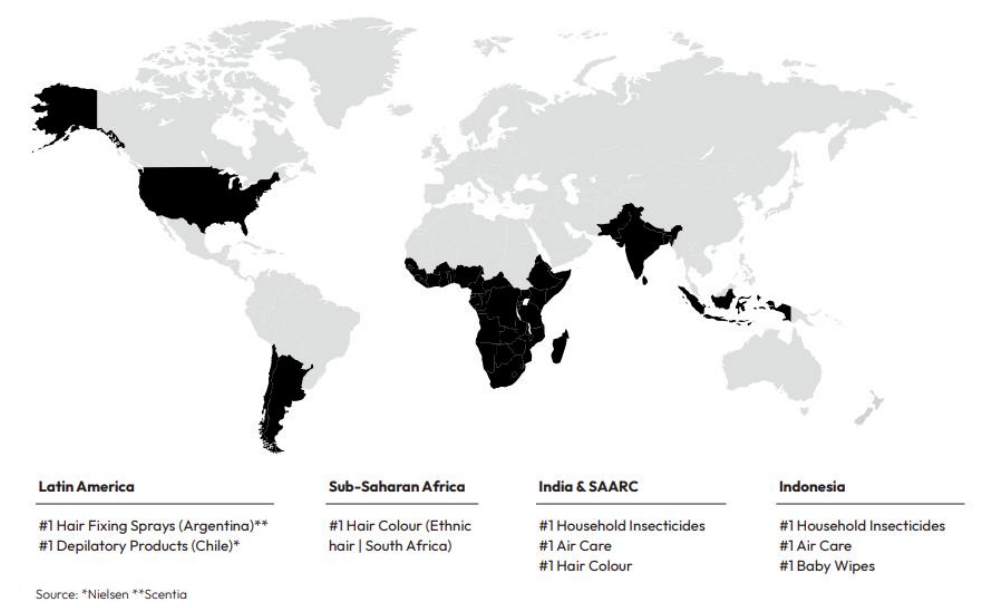 Latin America
#1 Hair Fixing Sprays (Argentina)**
#1 Depilatory Products (Chile)*
Sub-Saharan Africa
#1 Hair Colour (Ethnic
hair | South Africa)
India & SAARC
#1 Household Insecticides
#1 Air Care
#1 Hair Colour
Indonesia
#1 Household Insecticides
#1 Air Care
#1 Baby Wipes
Source: *Nielsen **Scentia